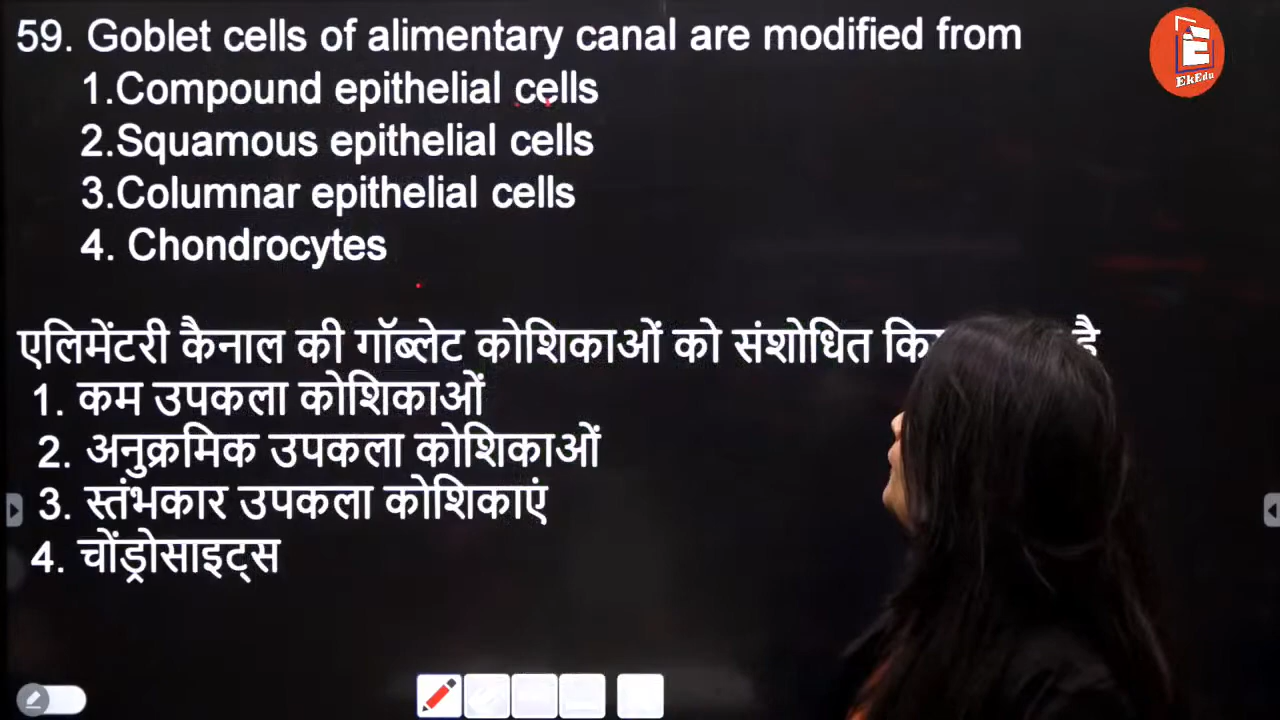 59. Goblet cells of alimentary canal are modified from
1.Compound epithelial cells
2.Squamous epithelial cells
3.Columnar epithelial cells
4. Chondrocytes
EkEdu
एलिमेंटरी कैनाल की गॉब्लेट कोशिकाओं को संशोधित है
1. कम उपकला कोशिकाओं
2. अनुक्रमिक उपकला कोशिकाओं
3. स्तंभकार उपकला कोशिकाएं
4. चोंड्रोसाइट्स